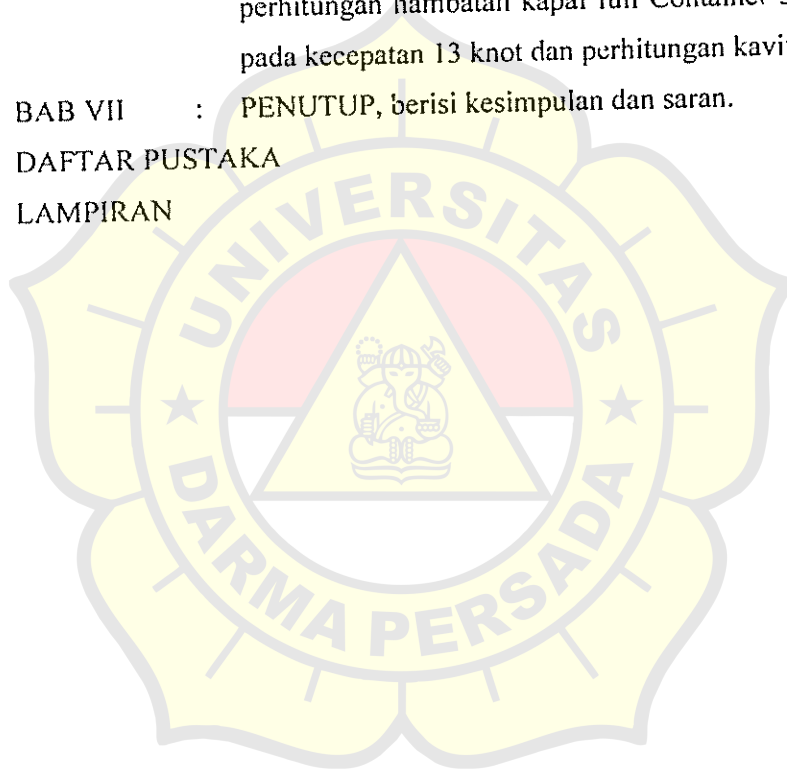 perhitungan hambatan kapal full Container
pada kecepatan 13 knot dan perhitungan
BAB VII : PENUTUP, berisi kesimpulan dan saran.
DAFTAR PUSTAKA
LAMPIRAN
UNIVERSITAS
DARMA PERSADA